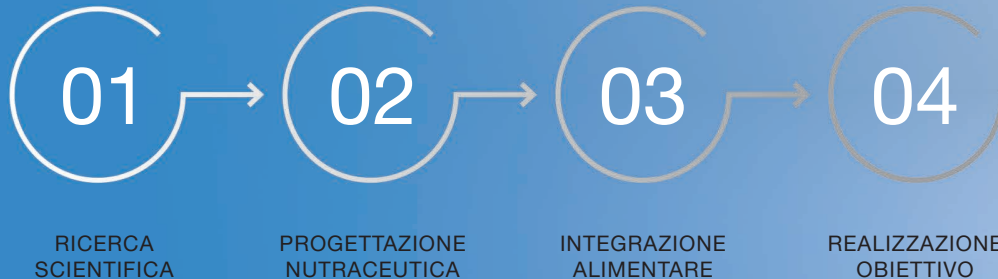 01
02
03
04
RICERCA
SCIENTIFICA
PROGETTAZIONE
NUTRACEUTICA
INTEGRAZIONE
ALIMENTARE
REALIZZAZIONE
OBIETTIVO